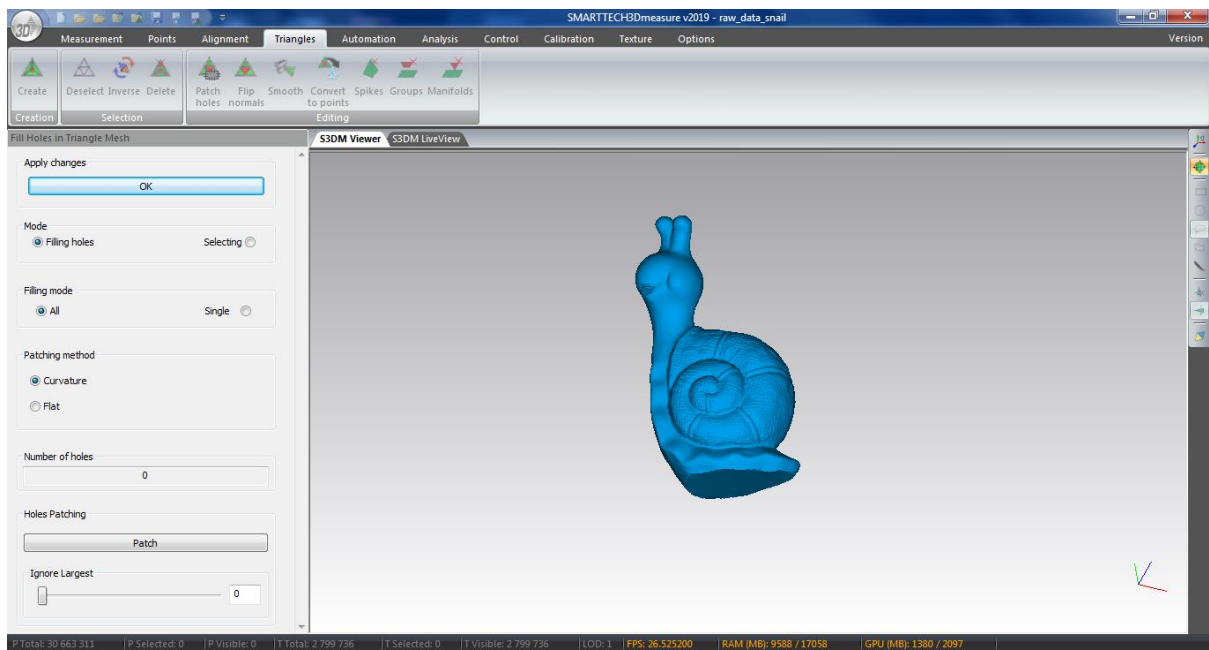 3D
SMARTTECH3Dmeasure v2019 - raw_data_snail
Measurement Points Alignment Triangles Automation Analysis Control Calibration Texture Options Version
Create Deselect Inverse Delete Patch holes Flip normals Smooth Convert to points Spikes Groups Manifolds
Creation Selection Editing
Fill Holes in Triangle Mesh
S3DM Viewer S3DM LiveView
Apply changes
OK
Mode
Filling holes Selecting
Filling mode
All Single
Patching method
Curvature
Flat
Number of holes
0
Holes Patching
Patch
Ignore Largest
0
P Total: 30 663 311 P Selected: 0 P Visible: 0 T Total: 2 799 736 T Selected: 0 T Visible: 2 799 736 LOD: 1 FPS: 26.525200 RAM (MB): 9588 / 17058 GPU (MB): 1380 / 2097